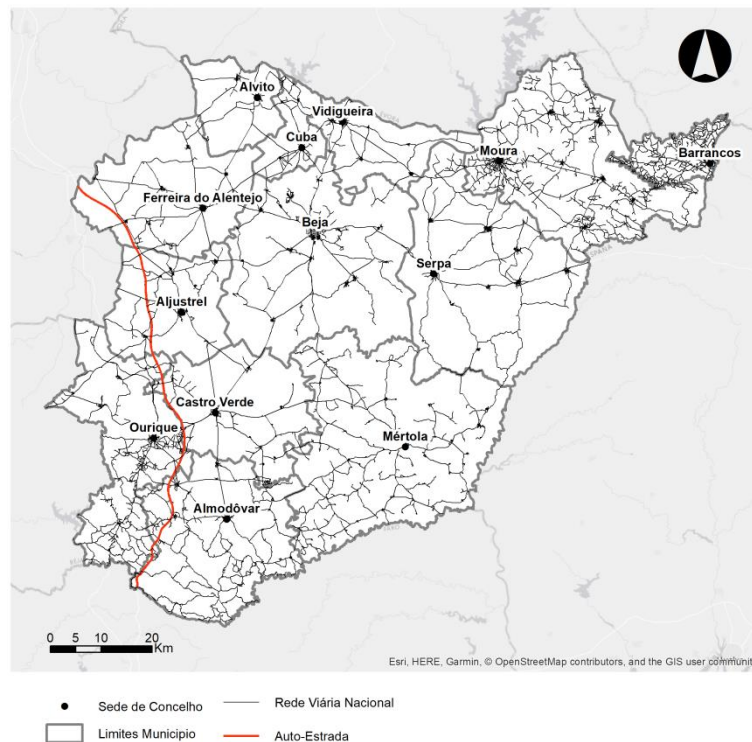 Alvito
Vidigueira
Cuba
Moura
Barrancos
Ferreira do Alentejo
Beja
Serpa
Aljustrel
Castro Verde
Ourique
Mértola
Almodôvar
0 5 10 20
Km
Esri, HERE, Garmin, © OpenStreetMap contributors, and the GIS user communit
Sede de Concelho
Rede Viária Nacional
Limites Municipio
Auto-Estrada